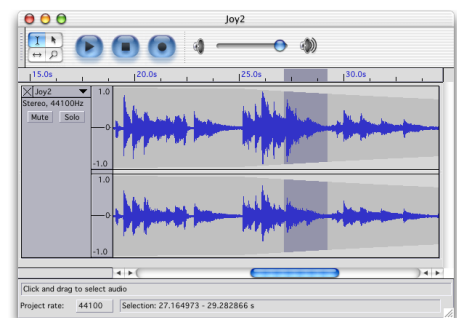 Joy2
15.0s 20.0s 25.0s 30.0s
Joy2
Stereo, 44100Hz
Mute Solo
1.0
0
-1.0
1.0
0
-1.0
Click and drag to select audio
Project rate: 44100 Selection: 27.164973 - 29.282866 s